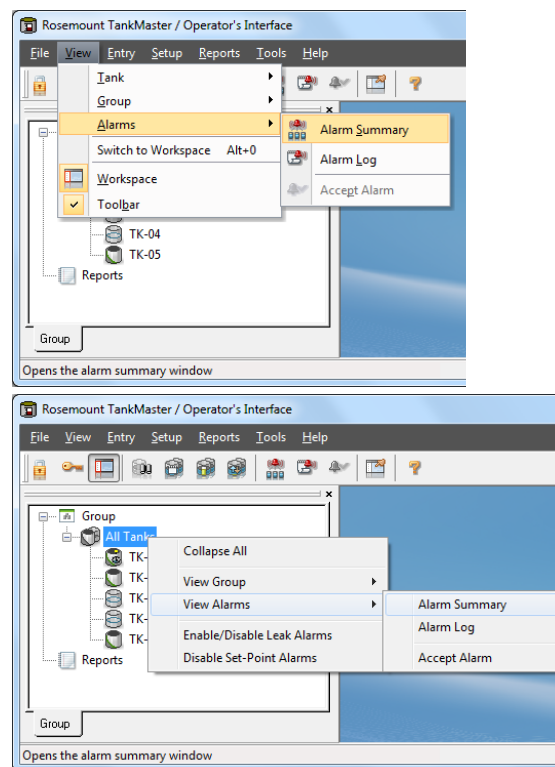 Rosemount TankMaster / Operator's Interface
File View Entry Setup Reports Tools Help
Tank
Group
Alarms
Switch to Workspace Alt+0
Workspace
Toolbar
Alarm Summary
Alarm Log
Accept Alarm
TK-04
TK-05
Reports
Group
Opens the alarm summary window
Rosemount TankMaster / Operator's Interface
File View Entry Setup Reports Tools Help
Group
All Tanks
TK-
TK-
TK-
TK-
Reports
Collapse All
View Group
View Alarms
Enable/Disable Leak Alarms
Disable Set-Point Alarms
Alarm Summary
Alarm Log
Accept Alarm
Group
Opens the alarm summary window